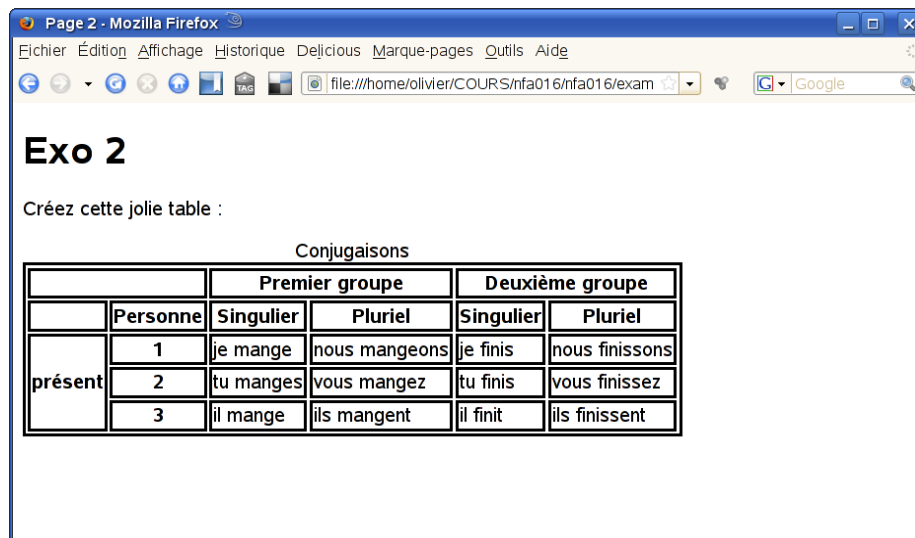 Page 2 - Mozilla Firefox
Fichier Édition Affichage Historique Delicious Marque-pages Outils Aide
TAG file:///home/olivier/COURS/nfa016/nfa016/exam G Google
Exo 2
Créez cette jolie table :
Conjugaisons
Premier groupe Deuxième groupe
Personne Singulier Pluriel Singulier Pluriel
1 je mange nous mangeons je finis nous finissons
présent 2 tu manges vous mangez tu finis vous finissez
3 il mange ils mangent il finit ils finissent